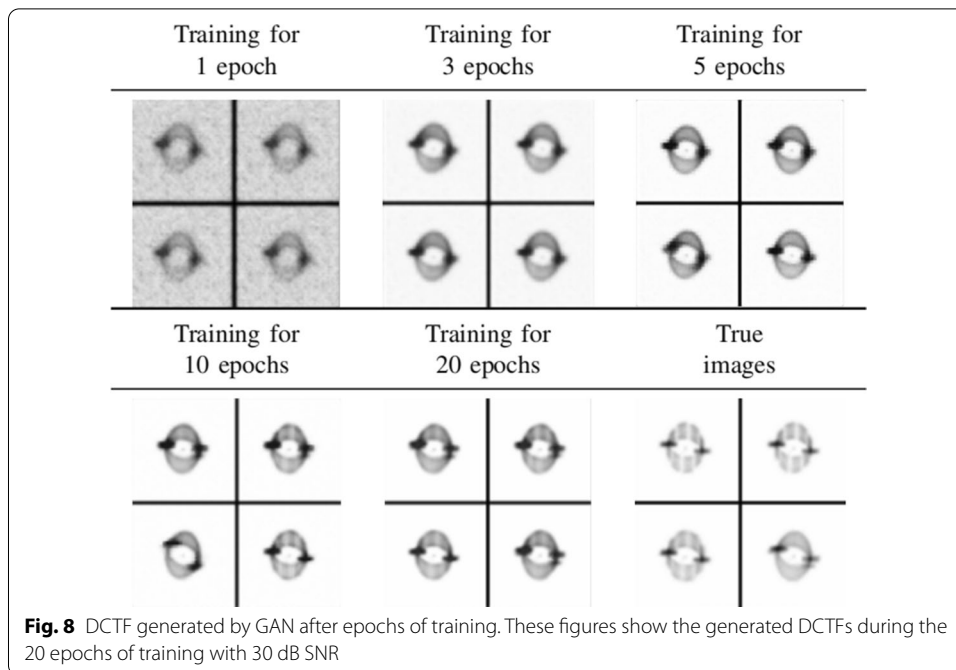 Training for
1 epoch
Training for
3 epochs
Training for
5 epochs
Training for
10 epochs
Training for
20 epochs
True
images
Fig. 8 DCTF generated by GAN after epochs of training. These figures show the generated DCTFs during the
20 epochs of training with 30 dB SNR